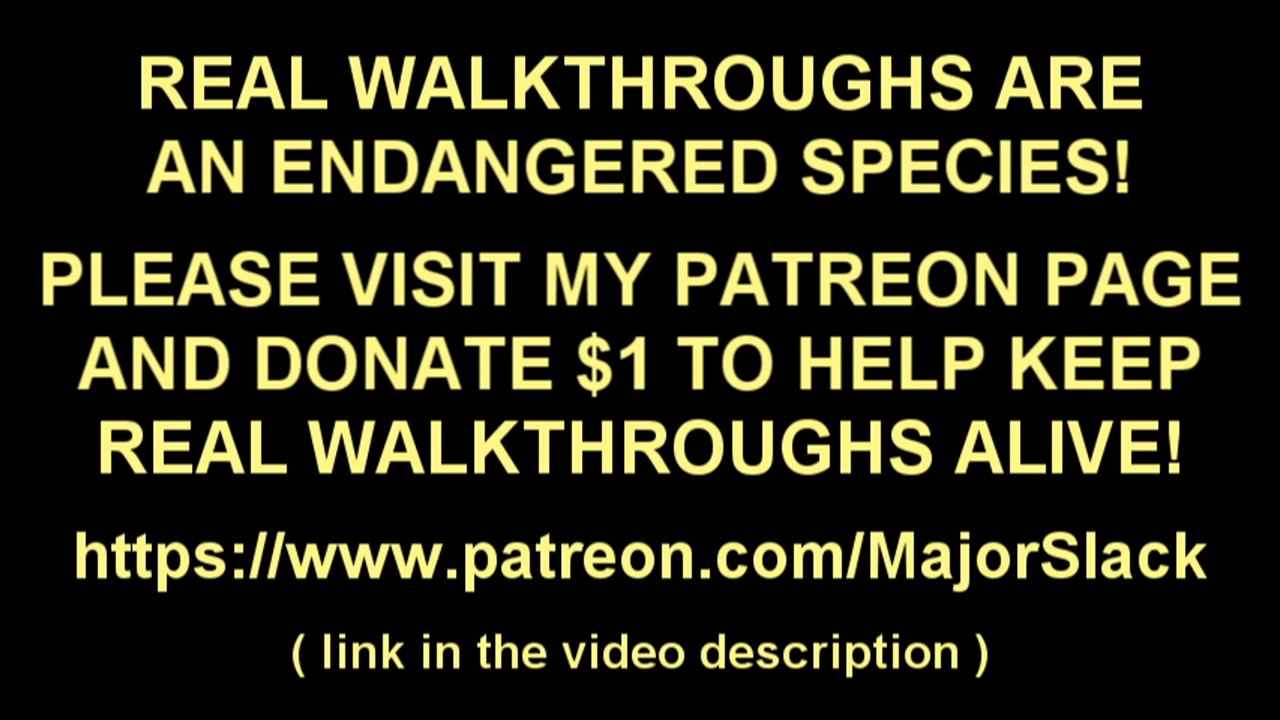 REAL WALKTHROUGHS ARE
AN ENDANGERED SPECIES!
PLEASE VISIT MY PATREON PAGE
AND DONATE $1 TO HELP KEEP
REAL WALKTHROUGHS ALIVE!
https://www.patreon.com/MajorSlack
( link in the video description )